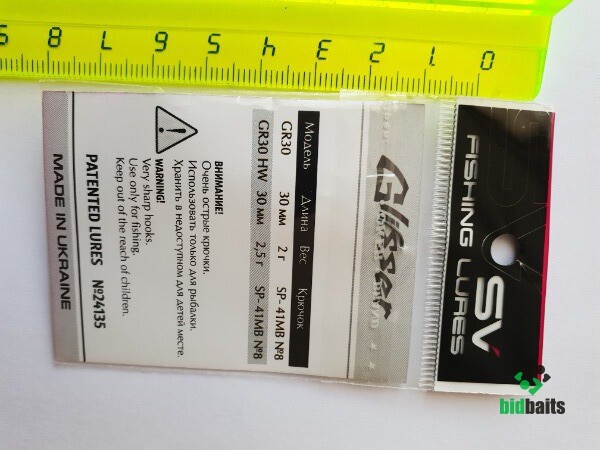 SV
FISHING LURES
Glisser
Модель Длина Вес Крючок
GR30 30 мм 2 г SP- 41MB №8
GR30 HW 30 мм 2,5 г SP- 41MB №8
ВНИМАНИЕ!
Очень острые крючки.
Использовать только для рыбалки.
Хранить в недоступном для детей месте.
WARNING!
Very sharp hooks.
Use only for fishing.
Keep out of the reach of children.
PATENTED LURES №24135
MADE IN UKRAINE
0 1 2 3 4 5 6 7 8 9
bidbaits